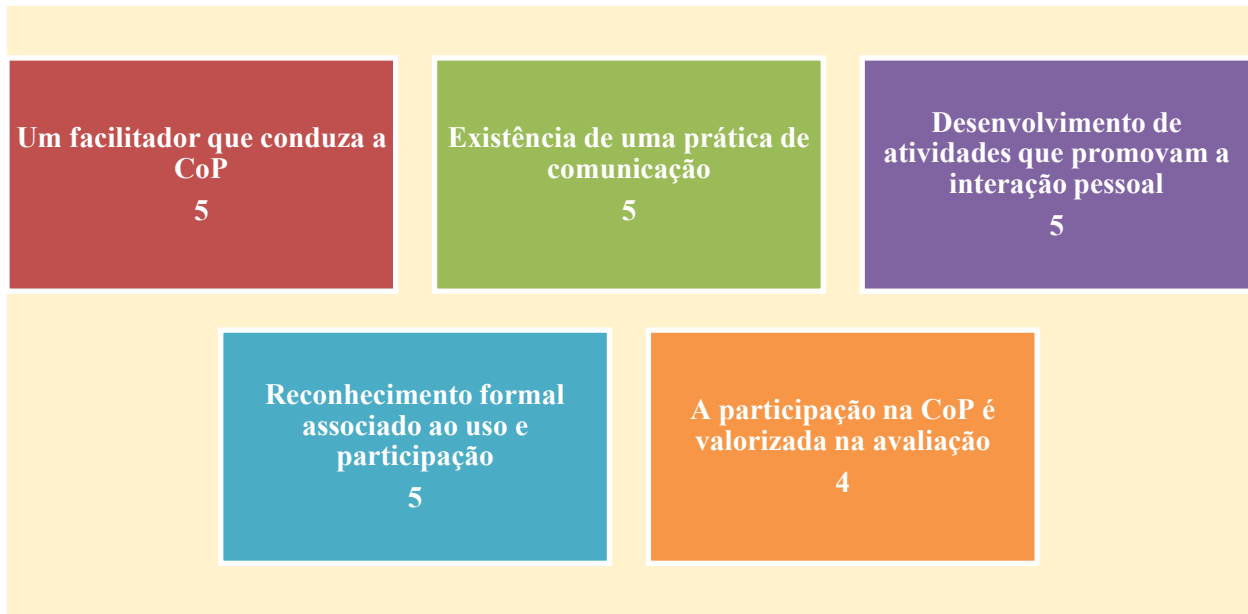 Um facilitador que conduza a
CoP
5
Existência de uma prática de
comunicação
5
Desenvolvimento de
atividades que promovam a
interação pessoal
5
Reconhecimento formal
associado ao uso e
participação
5
A participação na CoP é
valorizada na avaliação
4